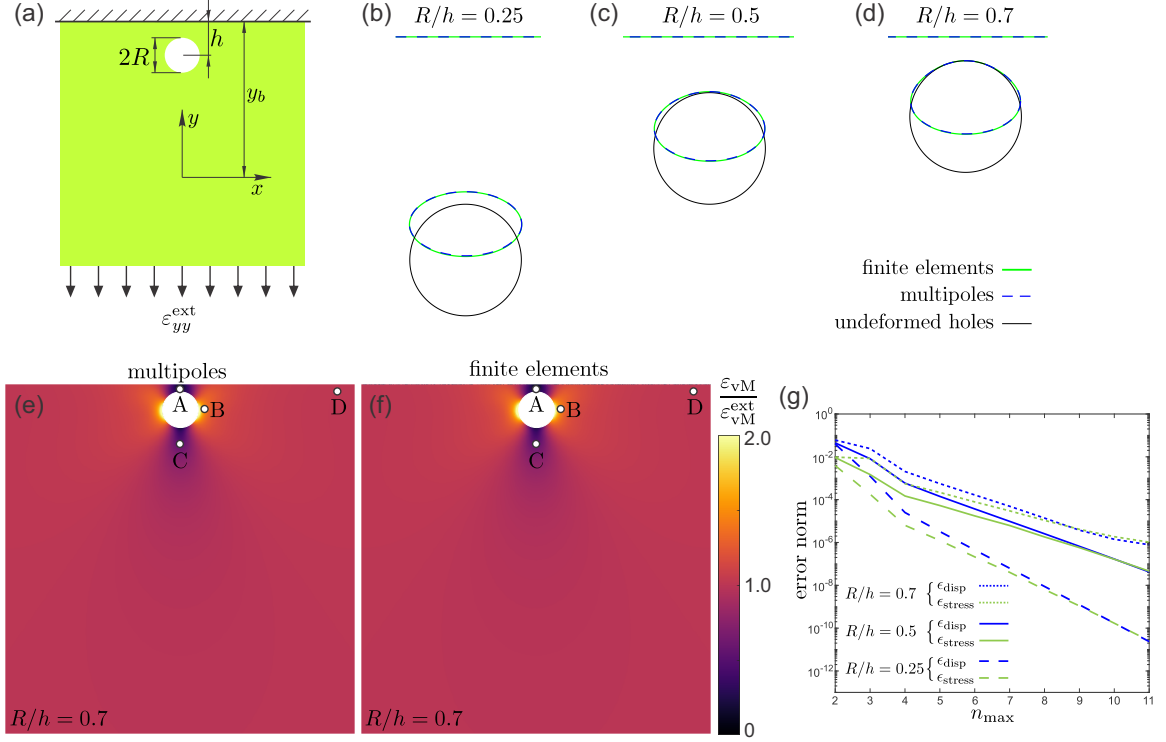 (a)
h
2R
y_b
y
x
ε_yy^ext
(b) R/h = 0.25
(c) R/h = 0.5
(d) R/h = 0.7
finite elements
multipoles
undeformed holes
multipoles
(e)
A
B
C
D
R/h = 0.7
finite elements
(f)
A
B
C
D
R/h = 0.7
ε_vM / ε_vM^ext
2.0
1.0
0
(g)
error norm
10^0
10^-2
10^-4
10^-6
10^-8
10^-10
10^-12
R/h = 0.7 { ϵ_disp
ϵ_stress
R/h = 0.5 { ϵ_disp
ϵ_stress
R/h = 0.25 { ϵ_disp
ϵ_stress
2 3 4 5 6 7 8 9 10 11
n_max